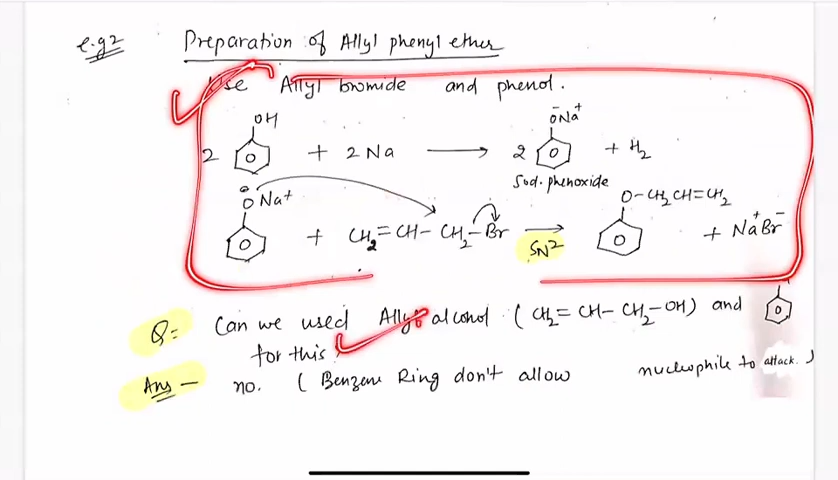 e.g 2 Preparation of Allyl phenyl ether
Use Allyl bromide and phenol.
OH O⁻Na⁺
2 + 2 Na ⟶ 2 + H₂
Sod. phenoxide
O⁻ Na⁺ O-CH₂CH=CH₂
+ CH₂=CH-CH₂-Br ⟶ + Na⁺Br⁻
SN²
Q= Can we used Allyl alcohol (CH₂=CH-CH₂-OH) and
for this
Ans - no. ( Benzene Ring don't allow nucleophile to attack. )